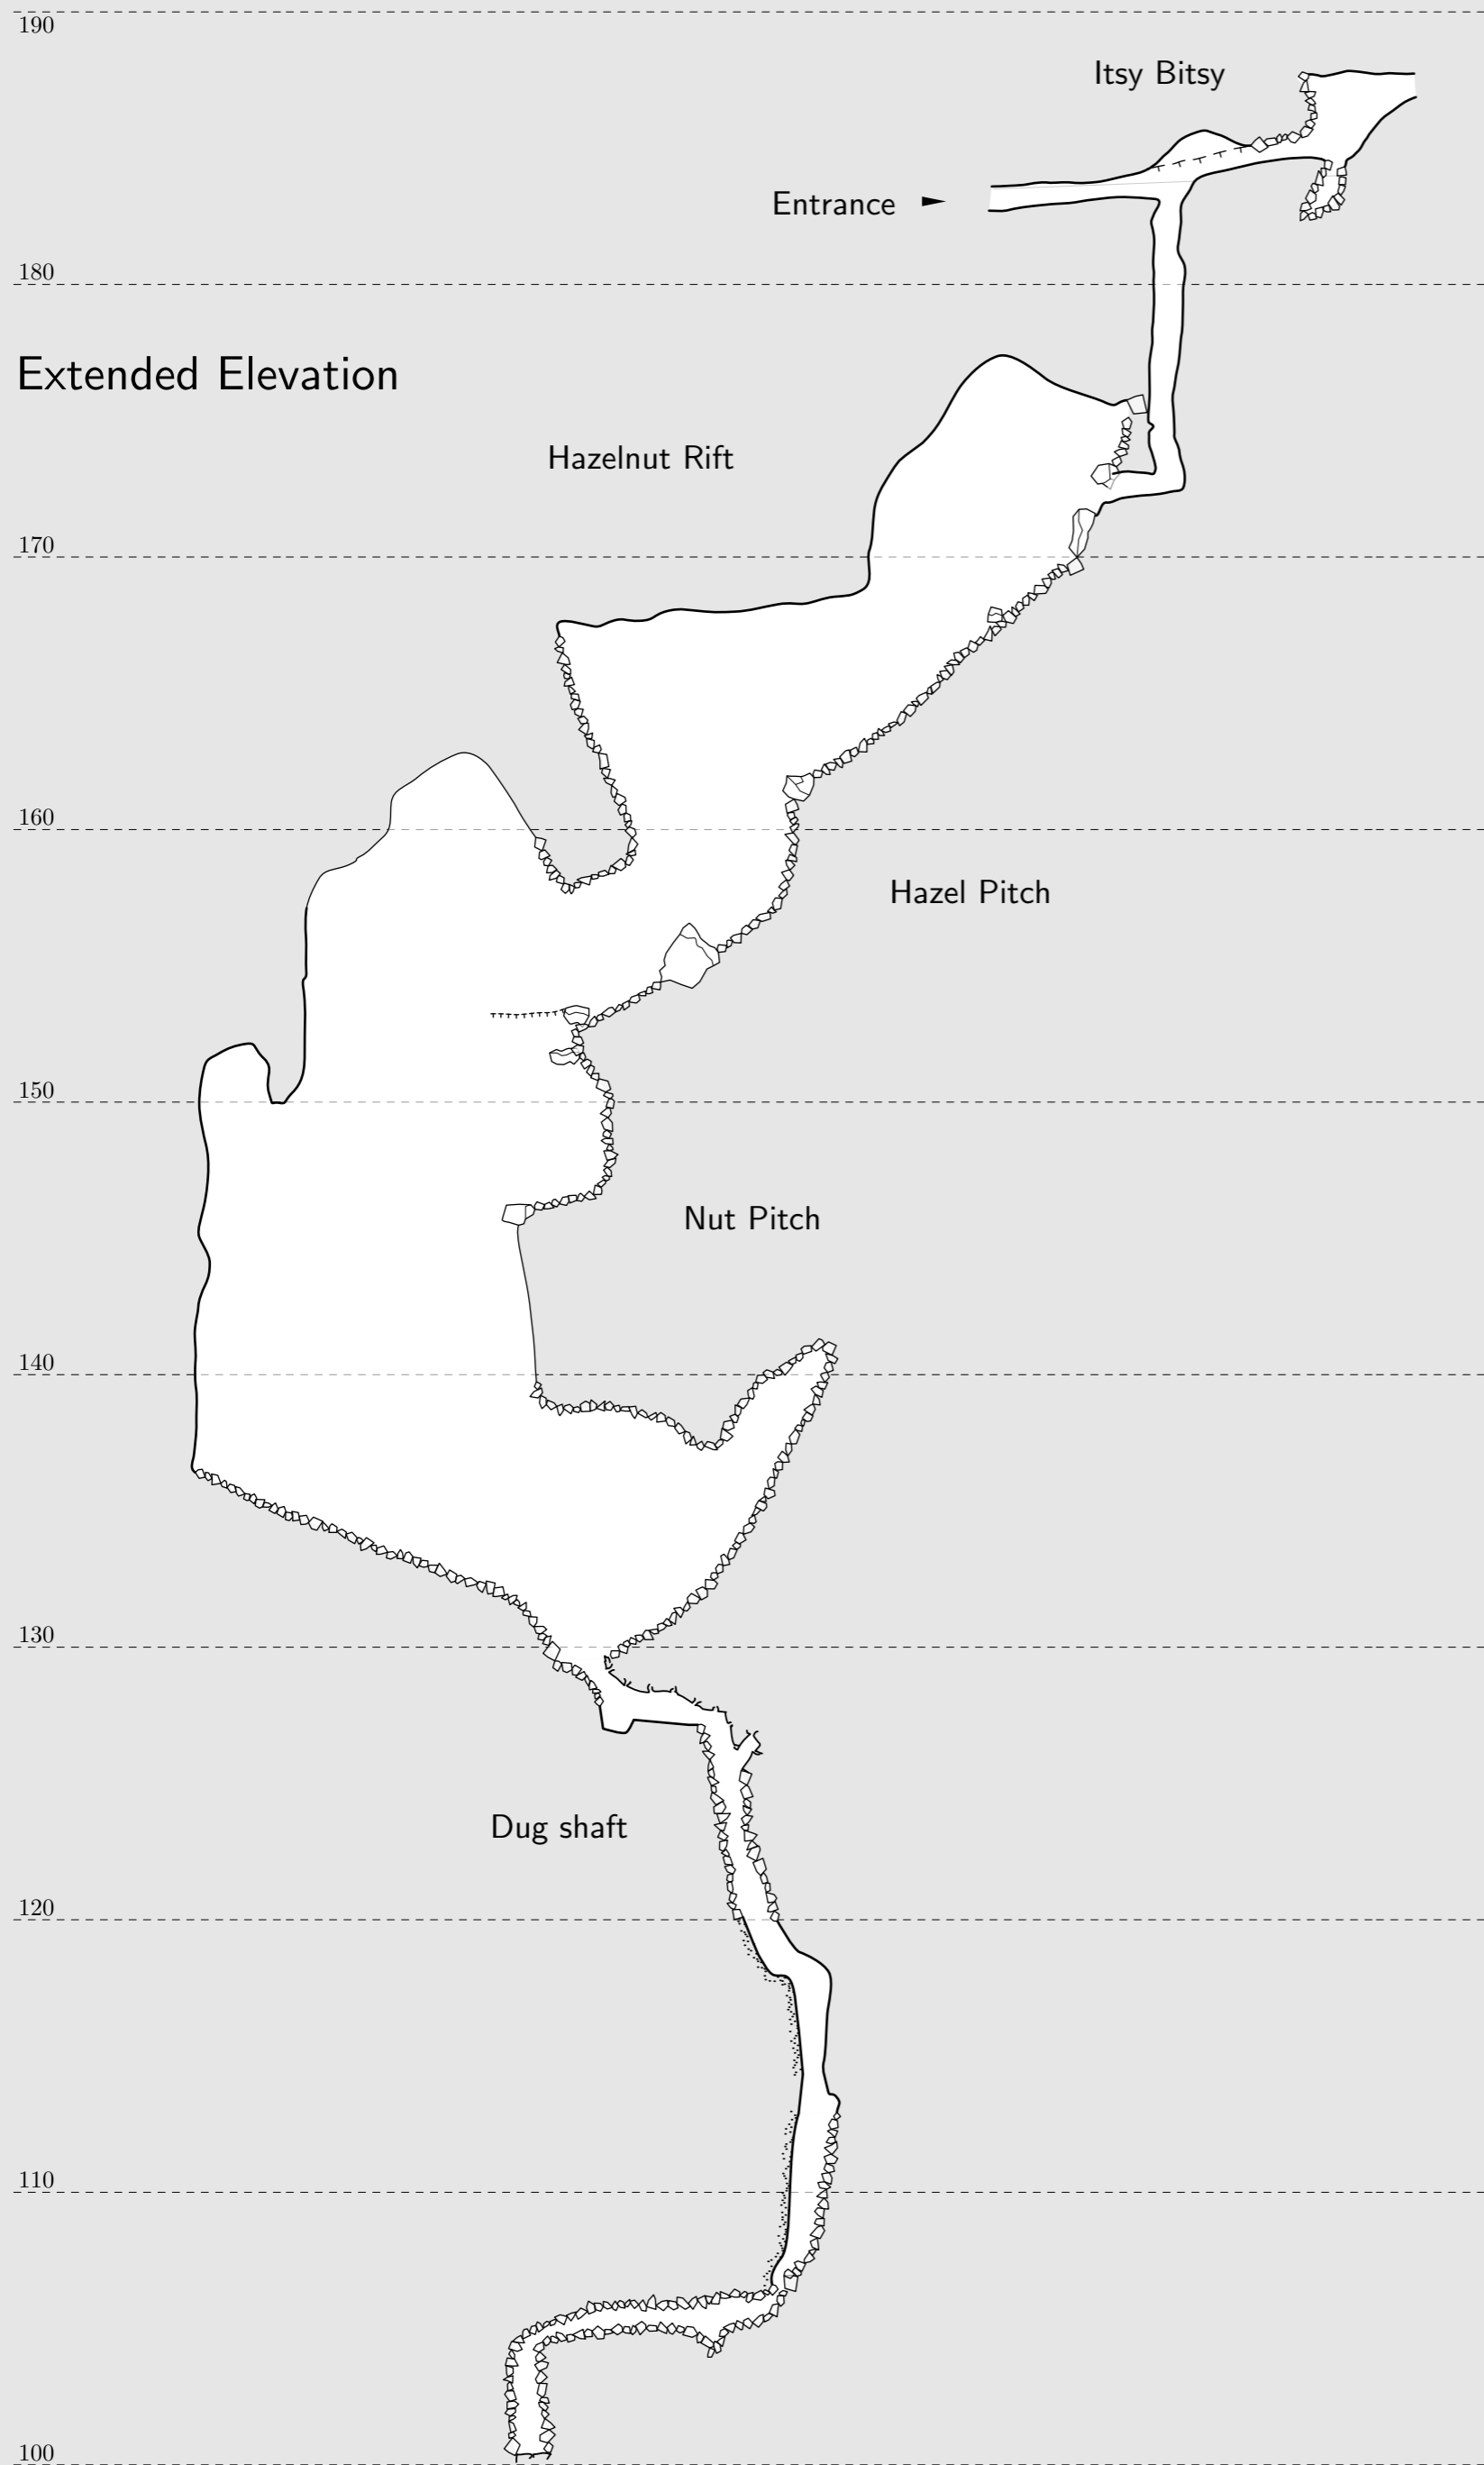 190
Itsy Bitsy
Entrance
180
Extended Elevation
Hazelnut Rift
170
160
Hazel Pitch
150
Nut Pitch
140
130
Dug shaft
120
110
100